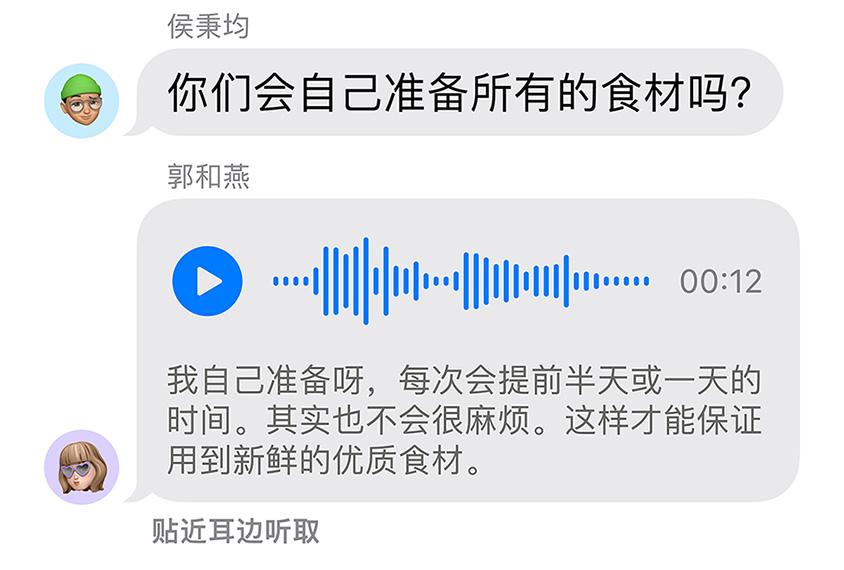 侯秉均
你们会自己准备所有的食材吗?
郭和燕
00:12
我自己准备呀，每次会提前半天或一天的
时间。其实也不会很麻烦。这样才能保证
用到新鲜的优质食材。
贴近耳边听取